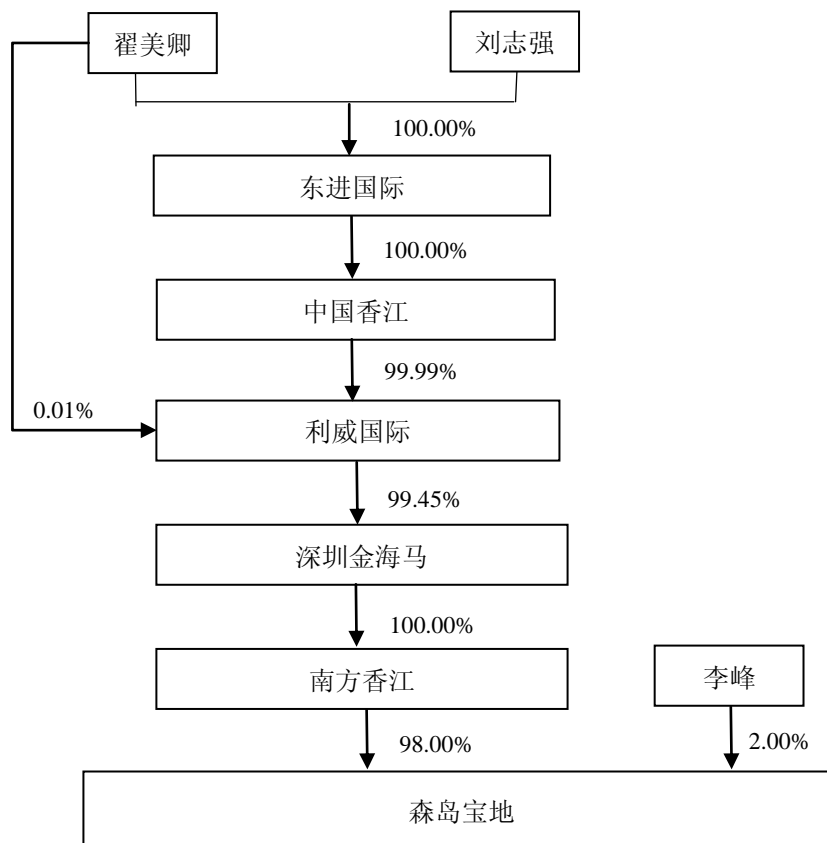 翟美卿
刘志强
100.00%
东进国际
100.00%
中国香江
99.99%
0.01%
利威国际
99.45%
深圳金海马
100.00%
南方香江
李峰
98.00%
2.00%
森岛宝地